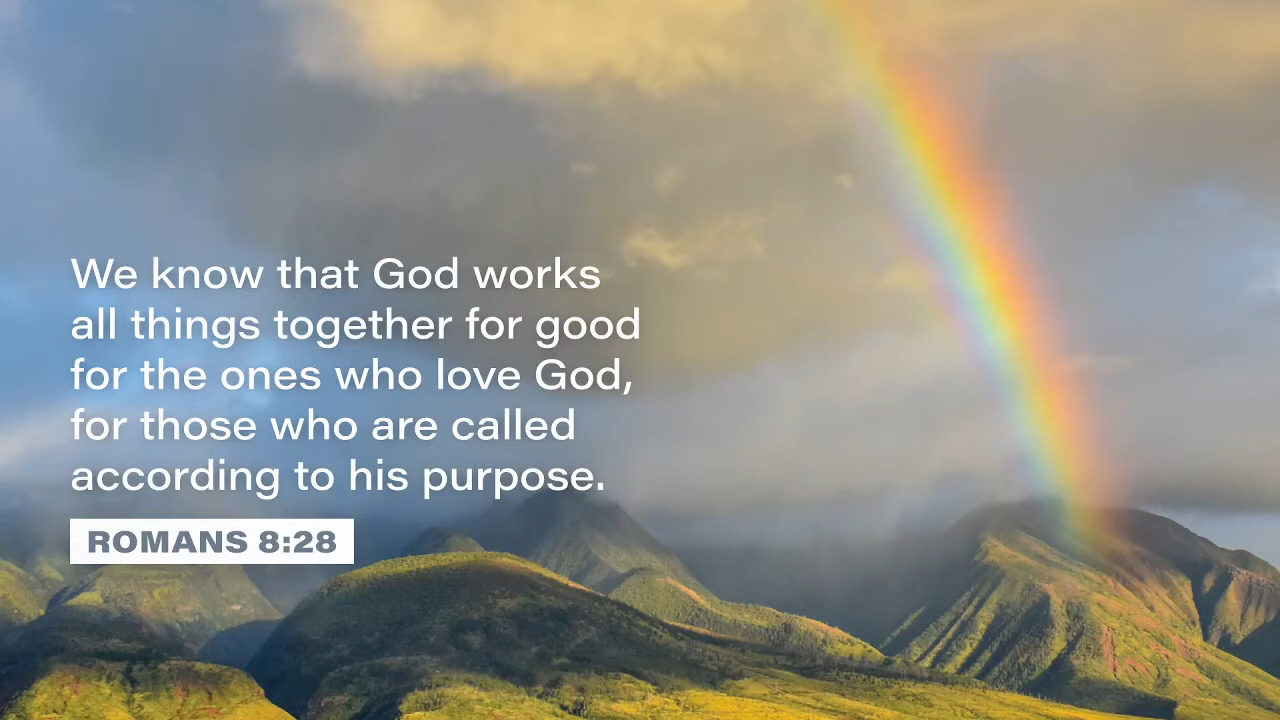 We know that God works
all things together for good
for the ones who love God,
for those who are called
according to his purpose.
ROMANS 8:28